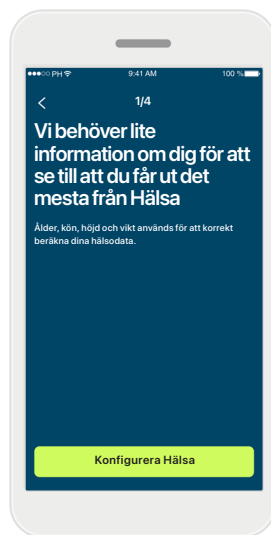 PH 9:41 AM 100 %
1/4
Vi behöver lite
information om dig för att
se till att du får ut det
mesta från Hälsa
Ålder, kön, höjd och vikt används för att korrekt
beräkna dina hälsodata.
Konfigurera Hälsa